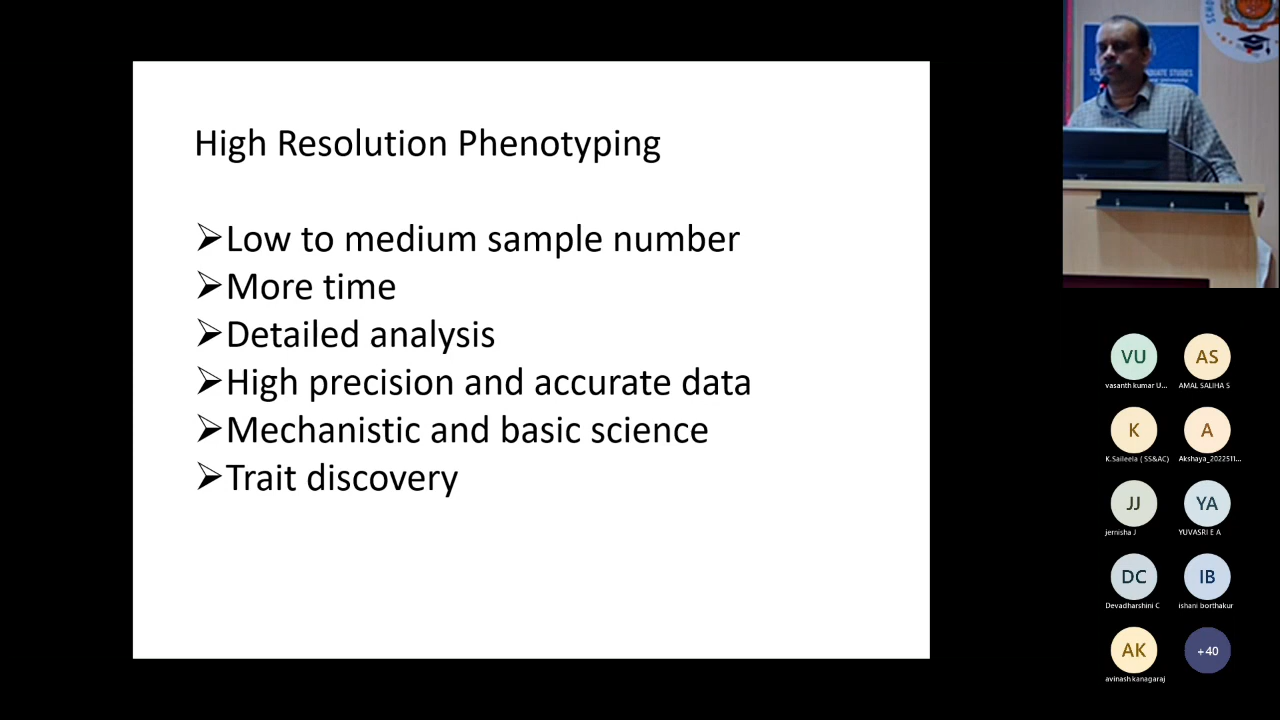 High Resolution Phenotyping
➢Low to medium sample number
➢More time
➢Detailed analysis
➢High precision and accurate data
➢Mechanistic and basic science
➢Trait discovery
VU
AS
vasanth kumar U...
AMAL SALIHA S
K
A
K.Saileela ( SS&AC)
Akshaya_2022511...
JJ
YA
jernisha J
YUVASRI E A
DC
IB
Devadharshini C
ishani borthakur
AK
+40
avinash kanagaraj